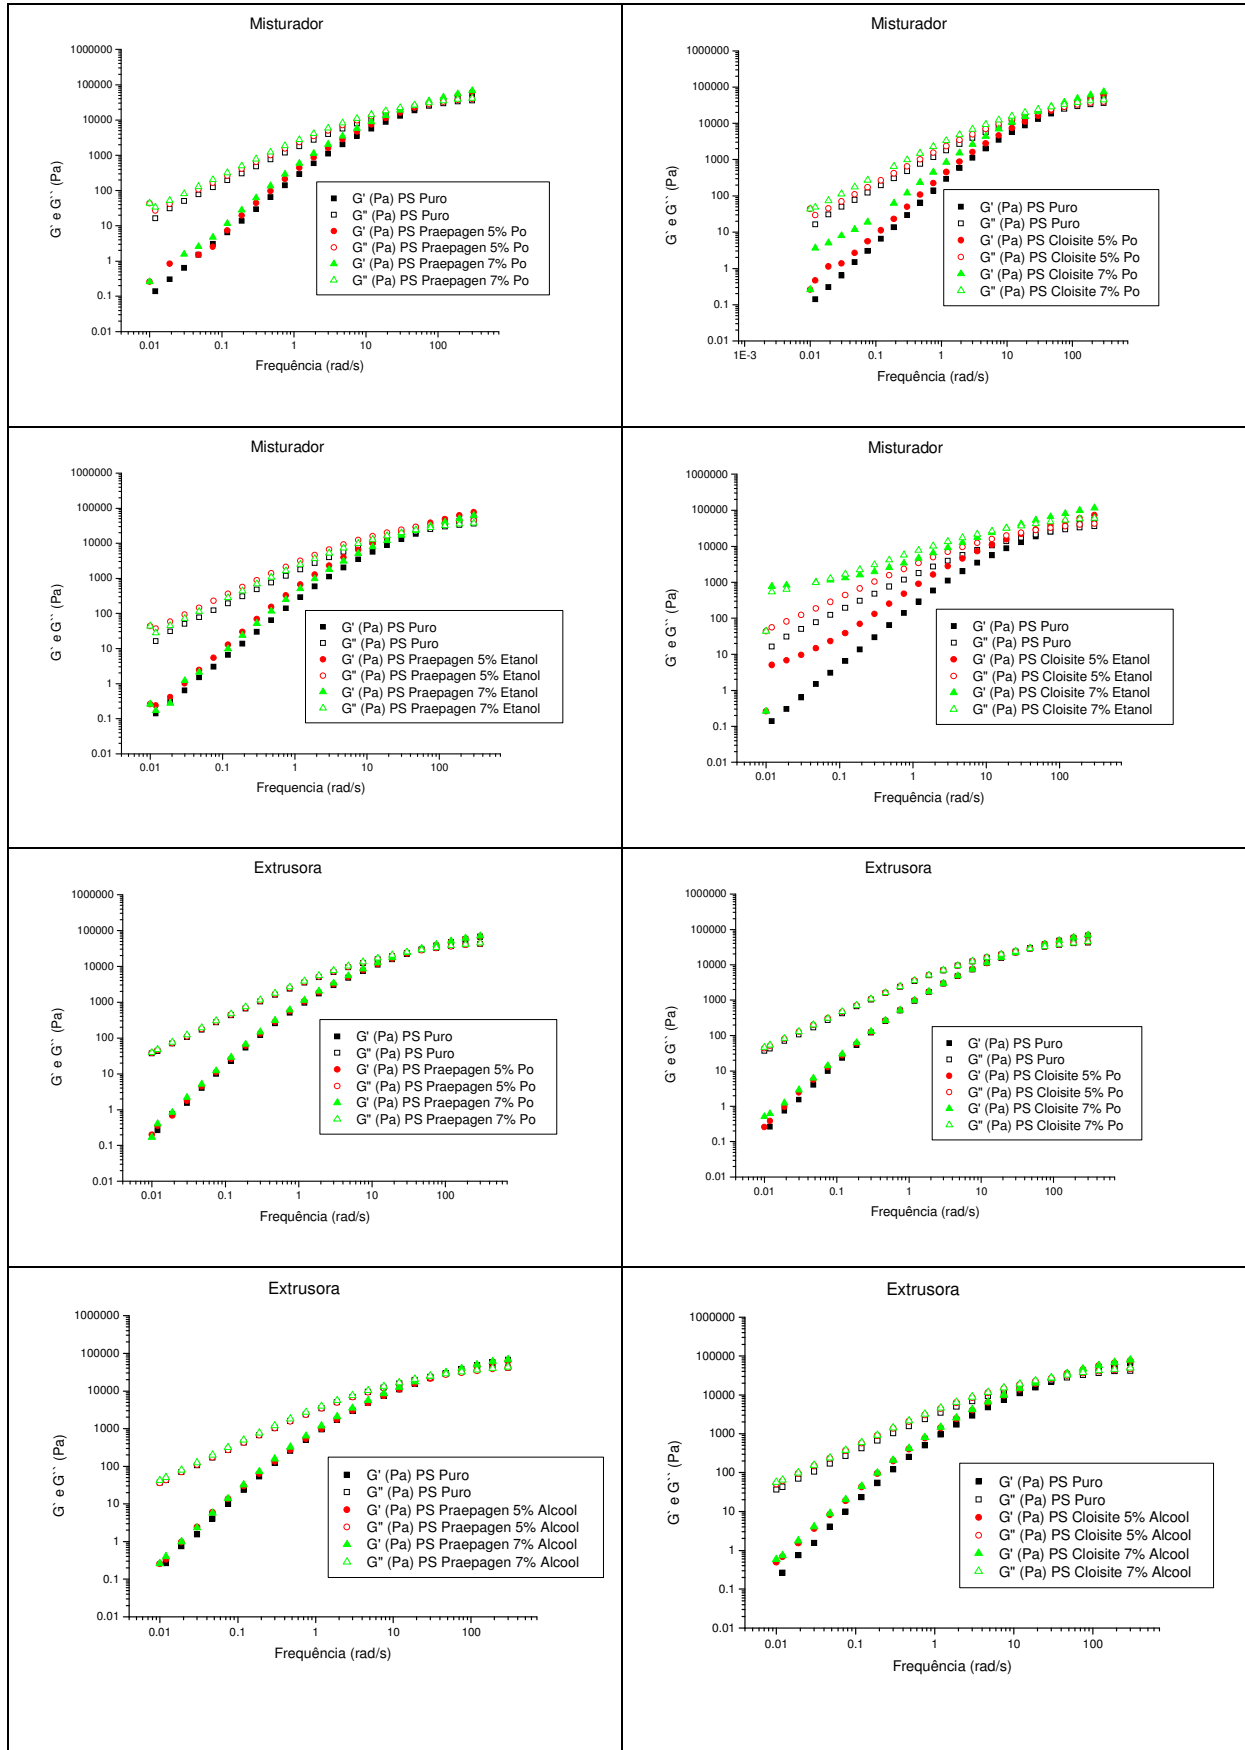 Misturador
1000000
100000
10000
1000
100
10
1
0.1
0.01
G` e G`` (Pa)
G' (Pa) PS Puro
G'' (Pa) PS Puro
G' (Pa) PS Praepagen 5% Po
G'' (Pa) PS Praepagen 5% Po
G' (Pa) PS Praepagen 7% Po
G'' (Pa) PS Praepagen 7% Po
0.01 0.1 1 10 100
Frequência (rad/s)
Misturador
1000000
100000
10000
1000
100
10
1
0.1
0.01
G` e G`` (Pa)
G' (Pa) PS Puro
G'' (Pa) PS Puro
G' (Pa) PS Cloisite 5% Po
G'' (Pa) PS Cloisite 5% Po
G' (Pa) PS Cloisite 7% Po
G'' (Pa) PS Cloisite 7% Po
1E-3 0.01 0.1 1 10 100
Frequência (rad/s)
Misturador
1000000
100000
10000
1000
100
10
1
0.1
0.01
G` e G`` (Pa)
G' (Pa) PS Puro
G'' (Pa) PS Puro
G' (Pa) PS Praepagen 5% Etanol
G'' (Pa) PS Praepagen 5% Etanol
G' (Pa) PS Praepagen 7% Etanol
G'' (Pa) PS Praepagen 7% Etanol
0.01 0.1 1 10 100
Frequencia (rad/s)
Misturador
1000000
100000
10000
1000
100
10
1
0.1
0.01
G` e G`` (Pa)
G' (Pa) PS Puro
G'' (Pa) PS Puro
G' (Pa) PS Cloisite 5% Etanol
G'' (Pa) PS Cloisite 5% Etanol
G' (Pa) PS Cloisite 7% Etanol
G'' (Pa) PS Cloisite 7% Etanol
0.01 0.1 1 10 100
Frequência (rad/s)
Extrusora
1000000
100000
10000
1000
100
10
1
0.1
0.01
G` e G`` (Pa)
G' (Pa) PS Puro
G'' (Pa) PS Puro
G' (Pa) PS Praepagen 5% Po
G'' (Pa) PS Praepagen 5% Po
G' (Pa) PS Praepagen 7% Po
G'' (Pa) PS Praepagen 7% Po
0.01 0.1 1 10 100
Frequência (rad/s)
Extrusora
1000000
100000
10000
1000
100
10
1
0.1
0.01
G` e G`` (Pa)
G' (Pa) PS Puro
G'' (Pa) PS Puro
G' (Pa) PS Cloisite 5% Po
G'' (Pa) PS Cloisite 5% Po
G' (Pa) PS Cloisite 7% Po
G'' (Pa) PS Cloisite 7% Po
0.01 0.1 1 10 100
Frequência (rad/s)
Extrusora
1000000
100000
10000
1000
100
10
1
0.1
0.01
G` e G`` (Pa)
G' (Pa) PS Puro
G'' (Pa) PS Puro
G' (Pa) PS Praepagen 5% Alcool
G'' (Pa) PS Praepagen 5% Alcool
G' (Pa) PS Praepagen 7% Alcool
G'' (Pa) PS Praepagen 7% Alcool
0.01 0.1 1 10 100
Frequência (rad/s)
Extrusora
1000000
100000
10000
1000
100
10
1
0.1
0.01
G` e G`` (Pa)
G' (Pa) PS Puro
G'' (Pa) PS Puro
G' (Pa) PS Cloisite 5% Alcool
G'' (Pa) PS Cloisite 5% Alcool
G' (Pa) PS Cloisite 7% Alcool
G'' (Pa) PS Cloisite 7% Alcool
0.01 0.1 1 10 100
Frequência (rad/s)